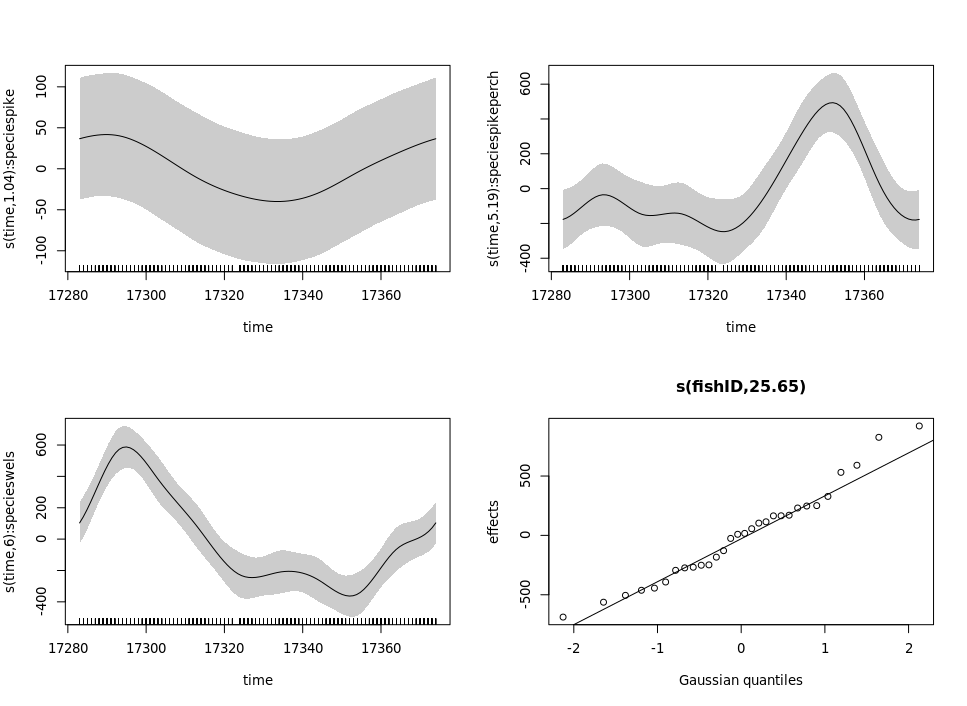 s(time,1.04):speciespike
100
50
0
-50
-100
17280 17300 17320 17340 17360
time
s(time,5.19):speciespikeperch
600
200
0
-400
17280 17300 17320 17340 17360
time
s(time,6):specieswels
600
200
0
-400
17280 17300 17320 17340 17360
time
s(fishID,25.65)
effects
500
0
-500
-2 -1 0 1 2
Gaussian quantiles